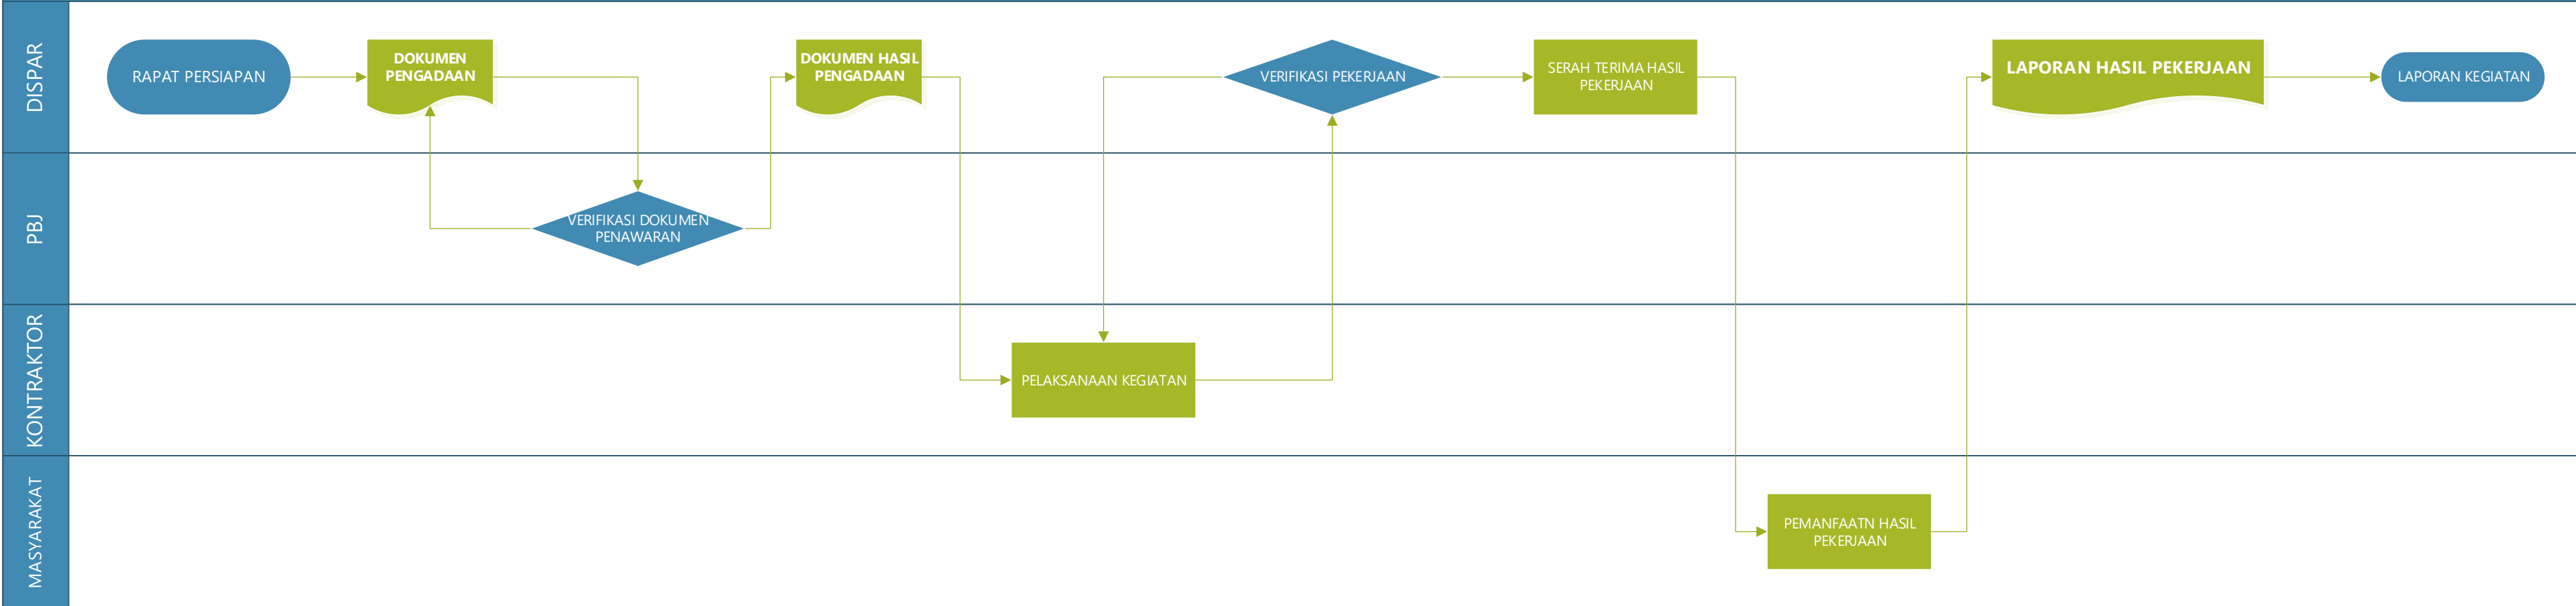 DISPAR
RAPAT PERSIAPAN
DOKUMEN
PENGADAAN
DOKUMEN HASIL
PENGADAAN
VERIFIKASI PEKERJAAN
SERAH TERIMA HASIL
PEKERJAAN
LAPORAN HASIL PEKERJAAN
LAPORAN KEGIATAN
PBJ
VERIFIKASI DOKUMEN
PENAWARAN
KONTRAKTOR
PELAKSANAAN KEGIATAN
MASYARAKAT
PEMANFAATN HASIL
PEKERJAAN